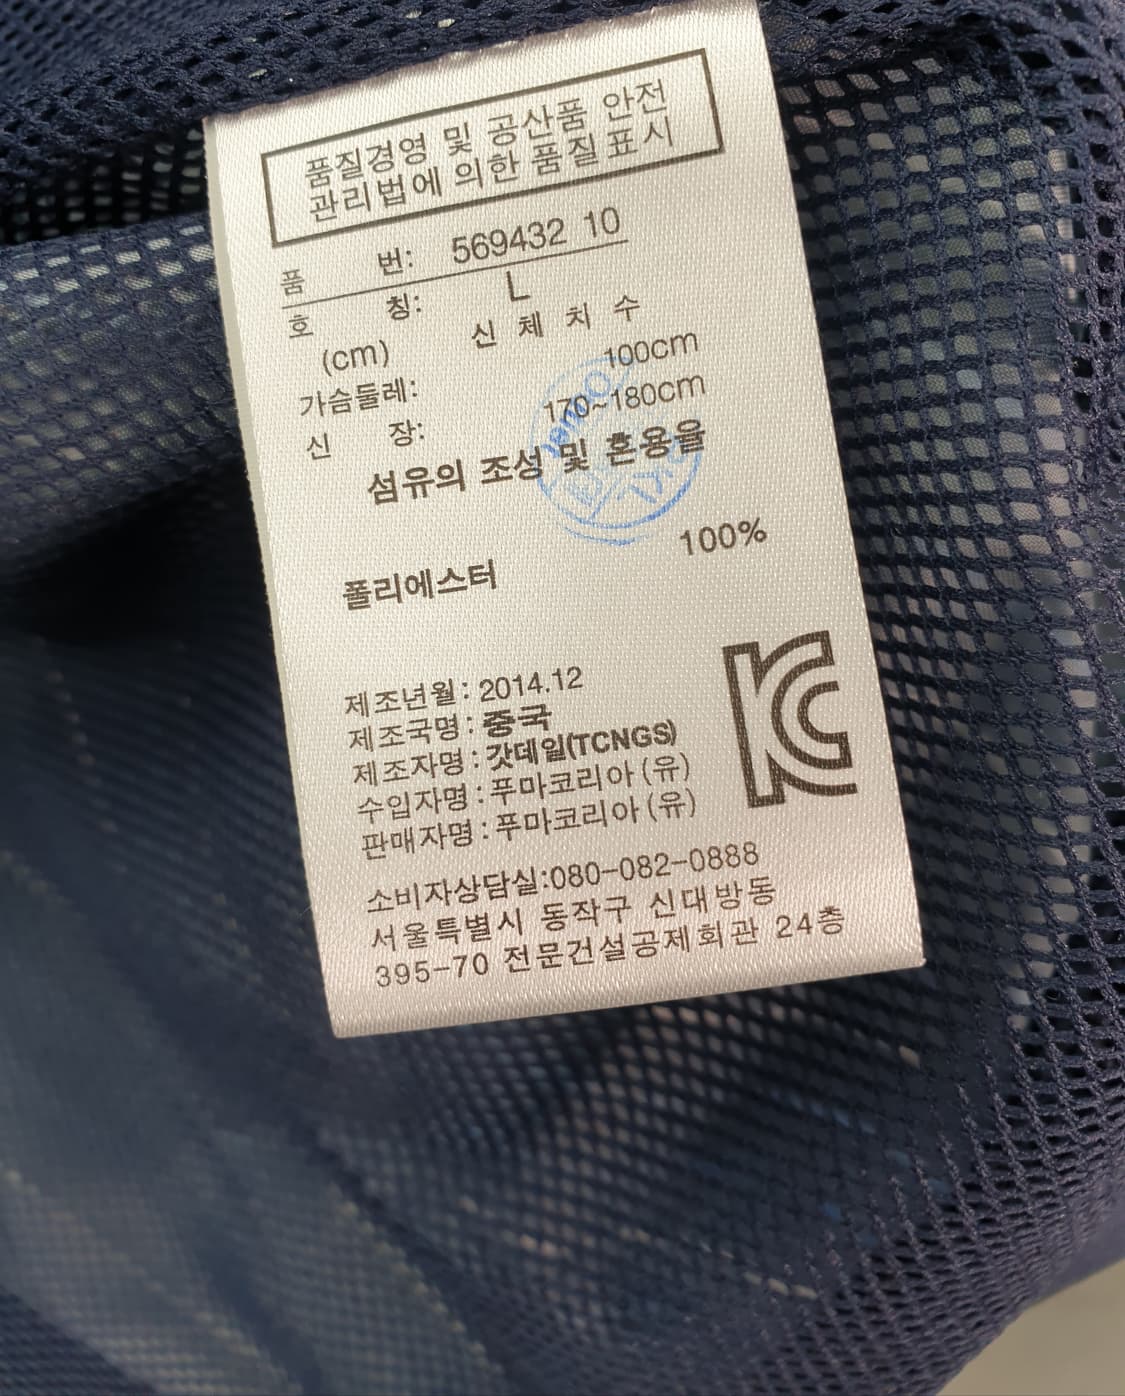 품질경영 및 공산품 안전
관리법에 의한 품질표시
품 번: 569432 10
호 칭: L
(cm) 신 체 치 수
가슴둘레: 100cm
신 장: 170~180cm
섬유의 조성 및 혼용율
폴리에스터 100%
제조년월: 2014.12
제조국명: 중국
제조자명: 갓데일(TCNGS)
수입자명: 푸마코리아 (유)
판매자명: 푸마코리아 (유)
소비자상담실:080-082-0888
서울특별시 동작구 신대방동
395-70 전문건설공제회관 24층